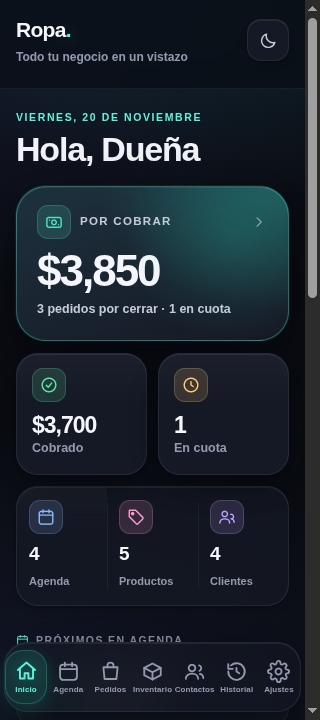 Ropa.
Todo tu negocio en un vistazo
VIERNES, 20 DE NOVIEMBRE
Hola, Dueña
POR COBRAR
$3,850
3 pedidos por cerrar · 1 en cuota
$3,700
Cobrado
1
En cuota
4
Agenda
5
Productos
4
Clientes
PRÓXIMOS EN AGENDA
Inicio
Agenda
Pedidos
Inventario
Contactos
Historial
Ajustes